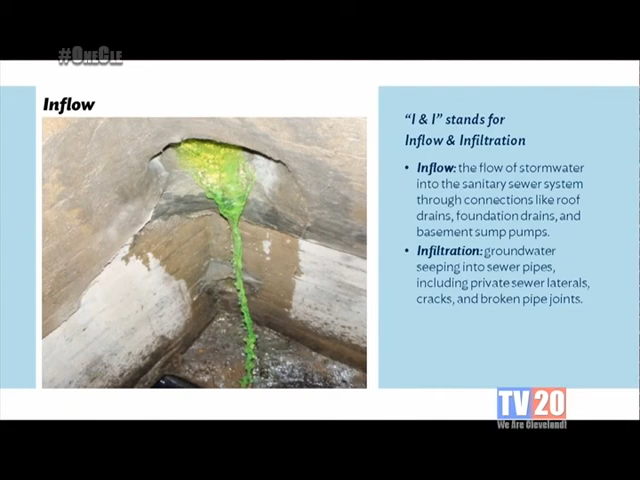 #OneCle
Inflow
“I & I” stands for
Inflow & Infiltration
• Inflow: the flow of stormwater
into the sanitary sewer system
through connections like roof
drains, foundation drains, and
basement sump pumps.
• Infiltration: groundwater
seeping into sewer pipes,
including private sewer laterals,
cracks, and broken pipe joints.
TV20
We Are Cleveland!